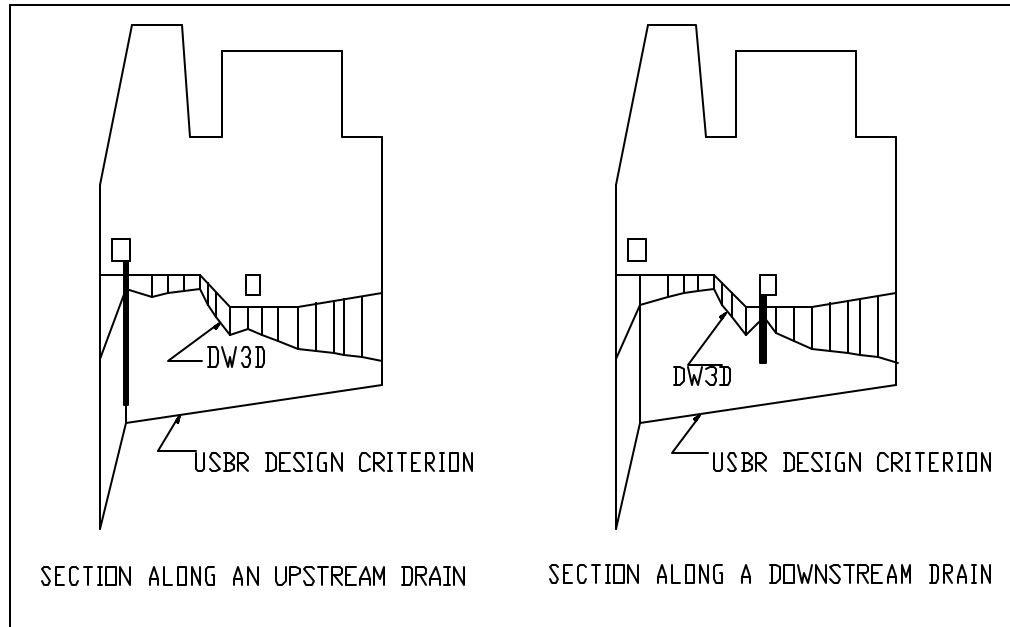 DW3D
USBR DESIGN CRITERION
SECTION ALONG AN UPSTREAM DRAIN
DW3D
USBR DESIGN CRITERION
SECTION ALONG A DOWNSTREAM DRAIN